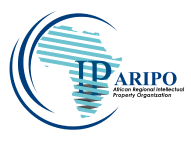 IP ARIPO
African Regional Intellectual
Property Organization